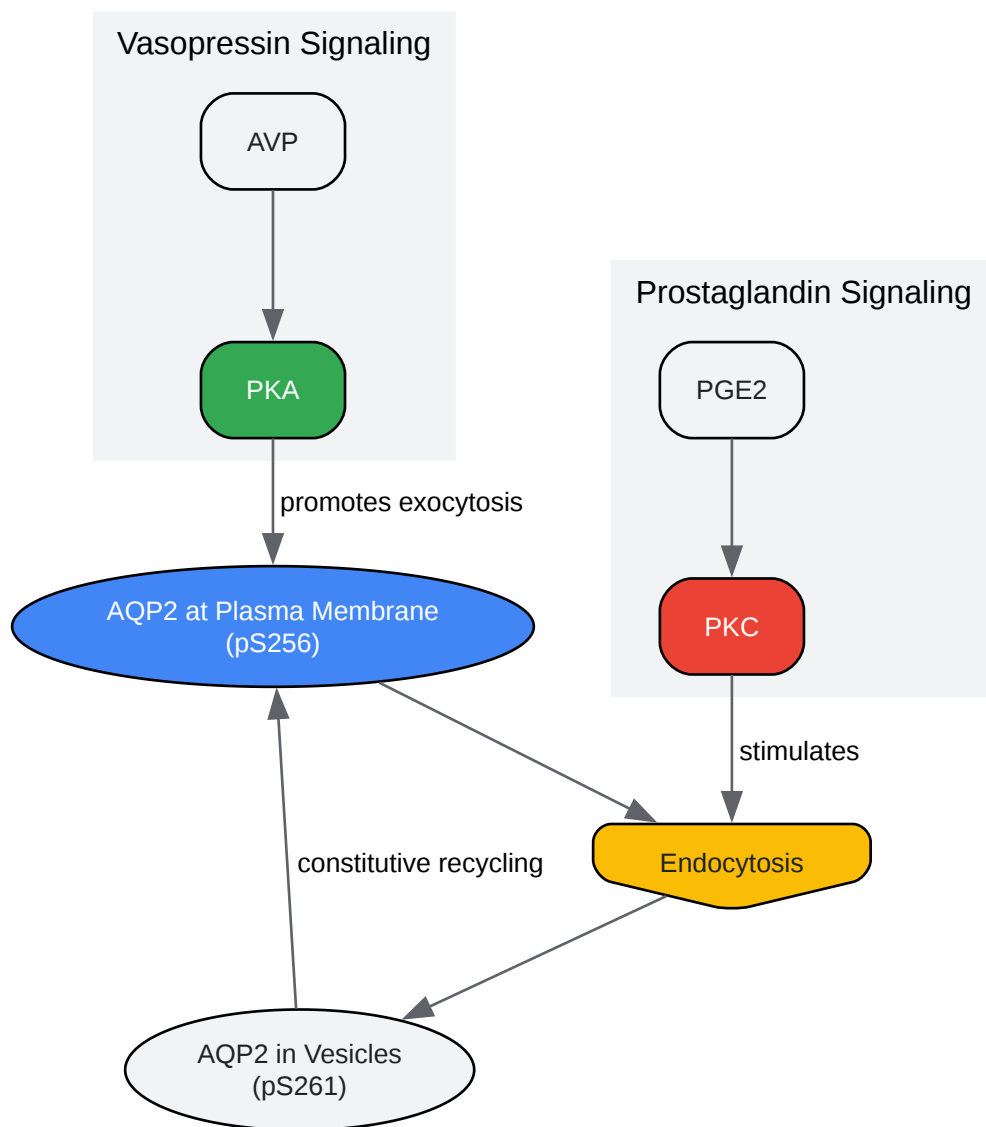 Vasopressin Signaling
AVP
Prostaglandin Signaling
PKA
PGE2
promotes exocytosis
AQP2 at Plasma Membrane
(pS256)
PKC
stimulates
constitutive recycling
Endocytosis
AQP2 in Vesicles
(pS261)